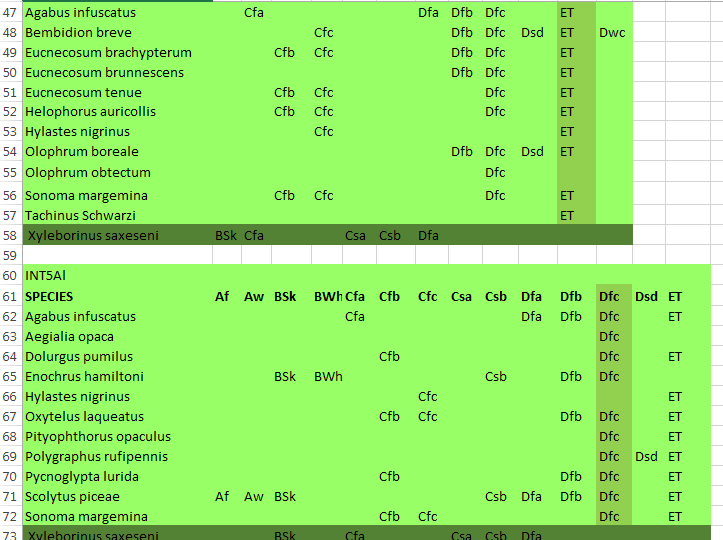 47 Agabus infuscatus Cfa Dfa Dfb Dfc ET
48 Bembidion breve Cfc Dfb Dfc Dsd ET Dwc
49 Eucnecosum brachypterum Cfb Cfc Dfb Dfc ET
50 Eucnecosum brunnescens Dfb Dfc ET
51 Eucnecosum tenue Cfb Cfc Dfc ET
52 Helophorus auricollis Cfb Cfc Dfc ET
53 Hylastes nigrinus Cfc ET
54 Olophrum boreale Dfb Dfc Dsd ET
55 Olophrum obtectum Dfc
56 Sonoma margemina Cfb Cfc Dfc ET
57 Tachinus Schwarzi ET
58 Xyleborinus saxeseni BSk Cfa Csa Csb Dfa
59
60 INT5Al
61 SPECIES Af Aw BSk BWh Cfa Cfb Cfc Csa Csb Dfa Dfb Dfc Dsd ET
62 Agabus infuscatus Cfa Dfa Dfb Dfc ET
63 Aegialia opaca Dfc
64 Dolurgus pumilus Cfb Dfc ET
65 Enochrus hamiltoni BSk BWh Csb Dfb Dfc
66 Hylastes nigrinus Cfc ET
67 Oxytelus laqueatus Cfb Cfc Dfb Dfc ET
68 Pityophthorus opaculus Dfc ET
69 Polygraphus rufipennis Dfc Dsd ET
70 Pycnoglypta lurida Cfb Dfb Dfc ET
71 Scolytus piceae Af Aw BSk Csb Dfa Dfb Dfc ET
72 Sonoma margemina Cfb Cfc Dfc ET
73 Xyleborinus saxeseni BSk Cfa Csa Csb Dfa